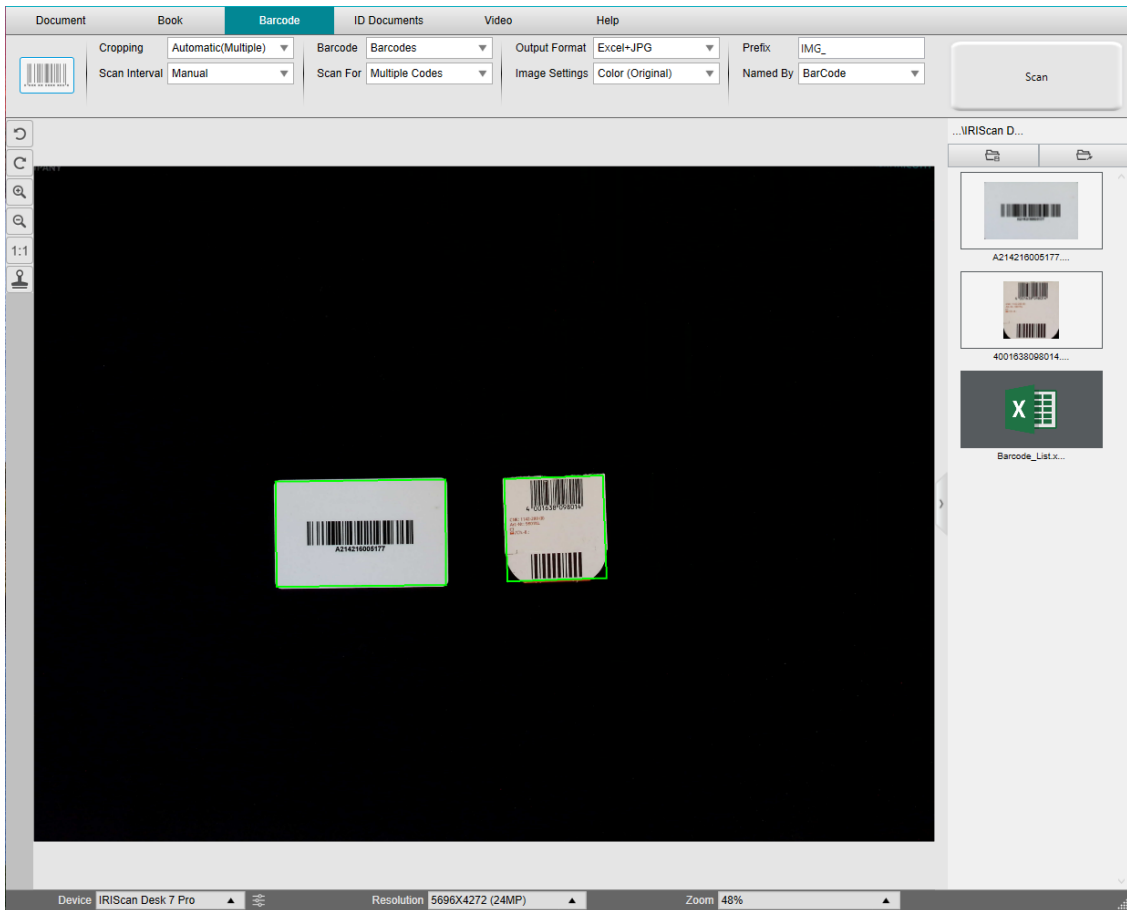 Document Book Barcode ID Documents Video Help
Cropping Automatic(Multiple) Barcode Barcodes Output Format Excel+JPG Prefix IMG_
Scan Interval Manual Scan For Multiple Codes Image Settings Color (Original) Named By BarCode
Scan
...\IRIScan D...
1:1
A214216005177....
4001638098014....
X
Barcode_List.x...
A214216005177
4 001638 098014
Device IRIScan Desk 7 Pro Resolution 5696X4272 (24MP) Zoom 48%